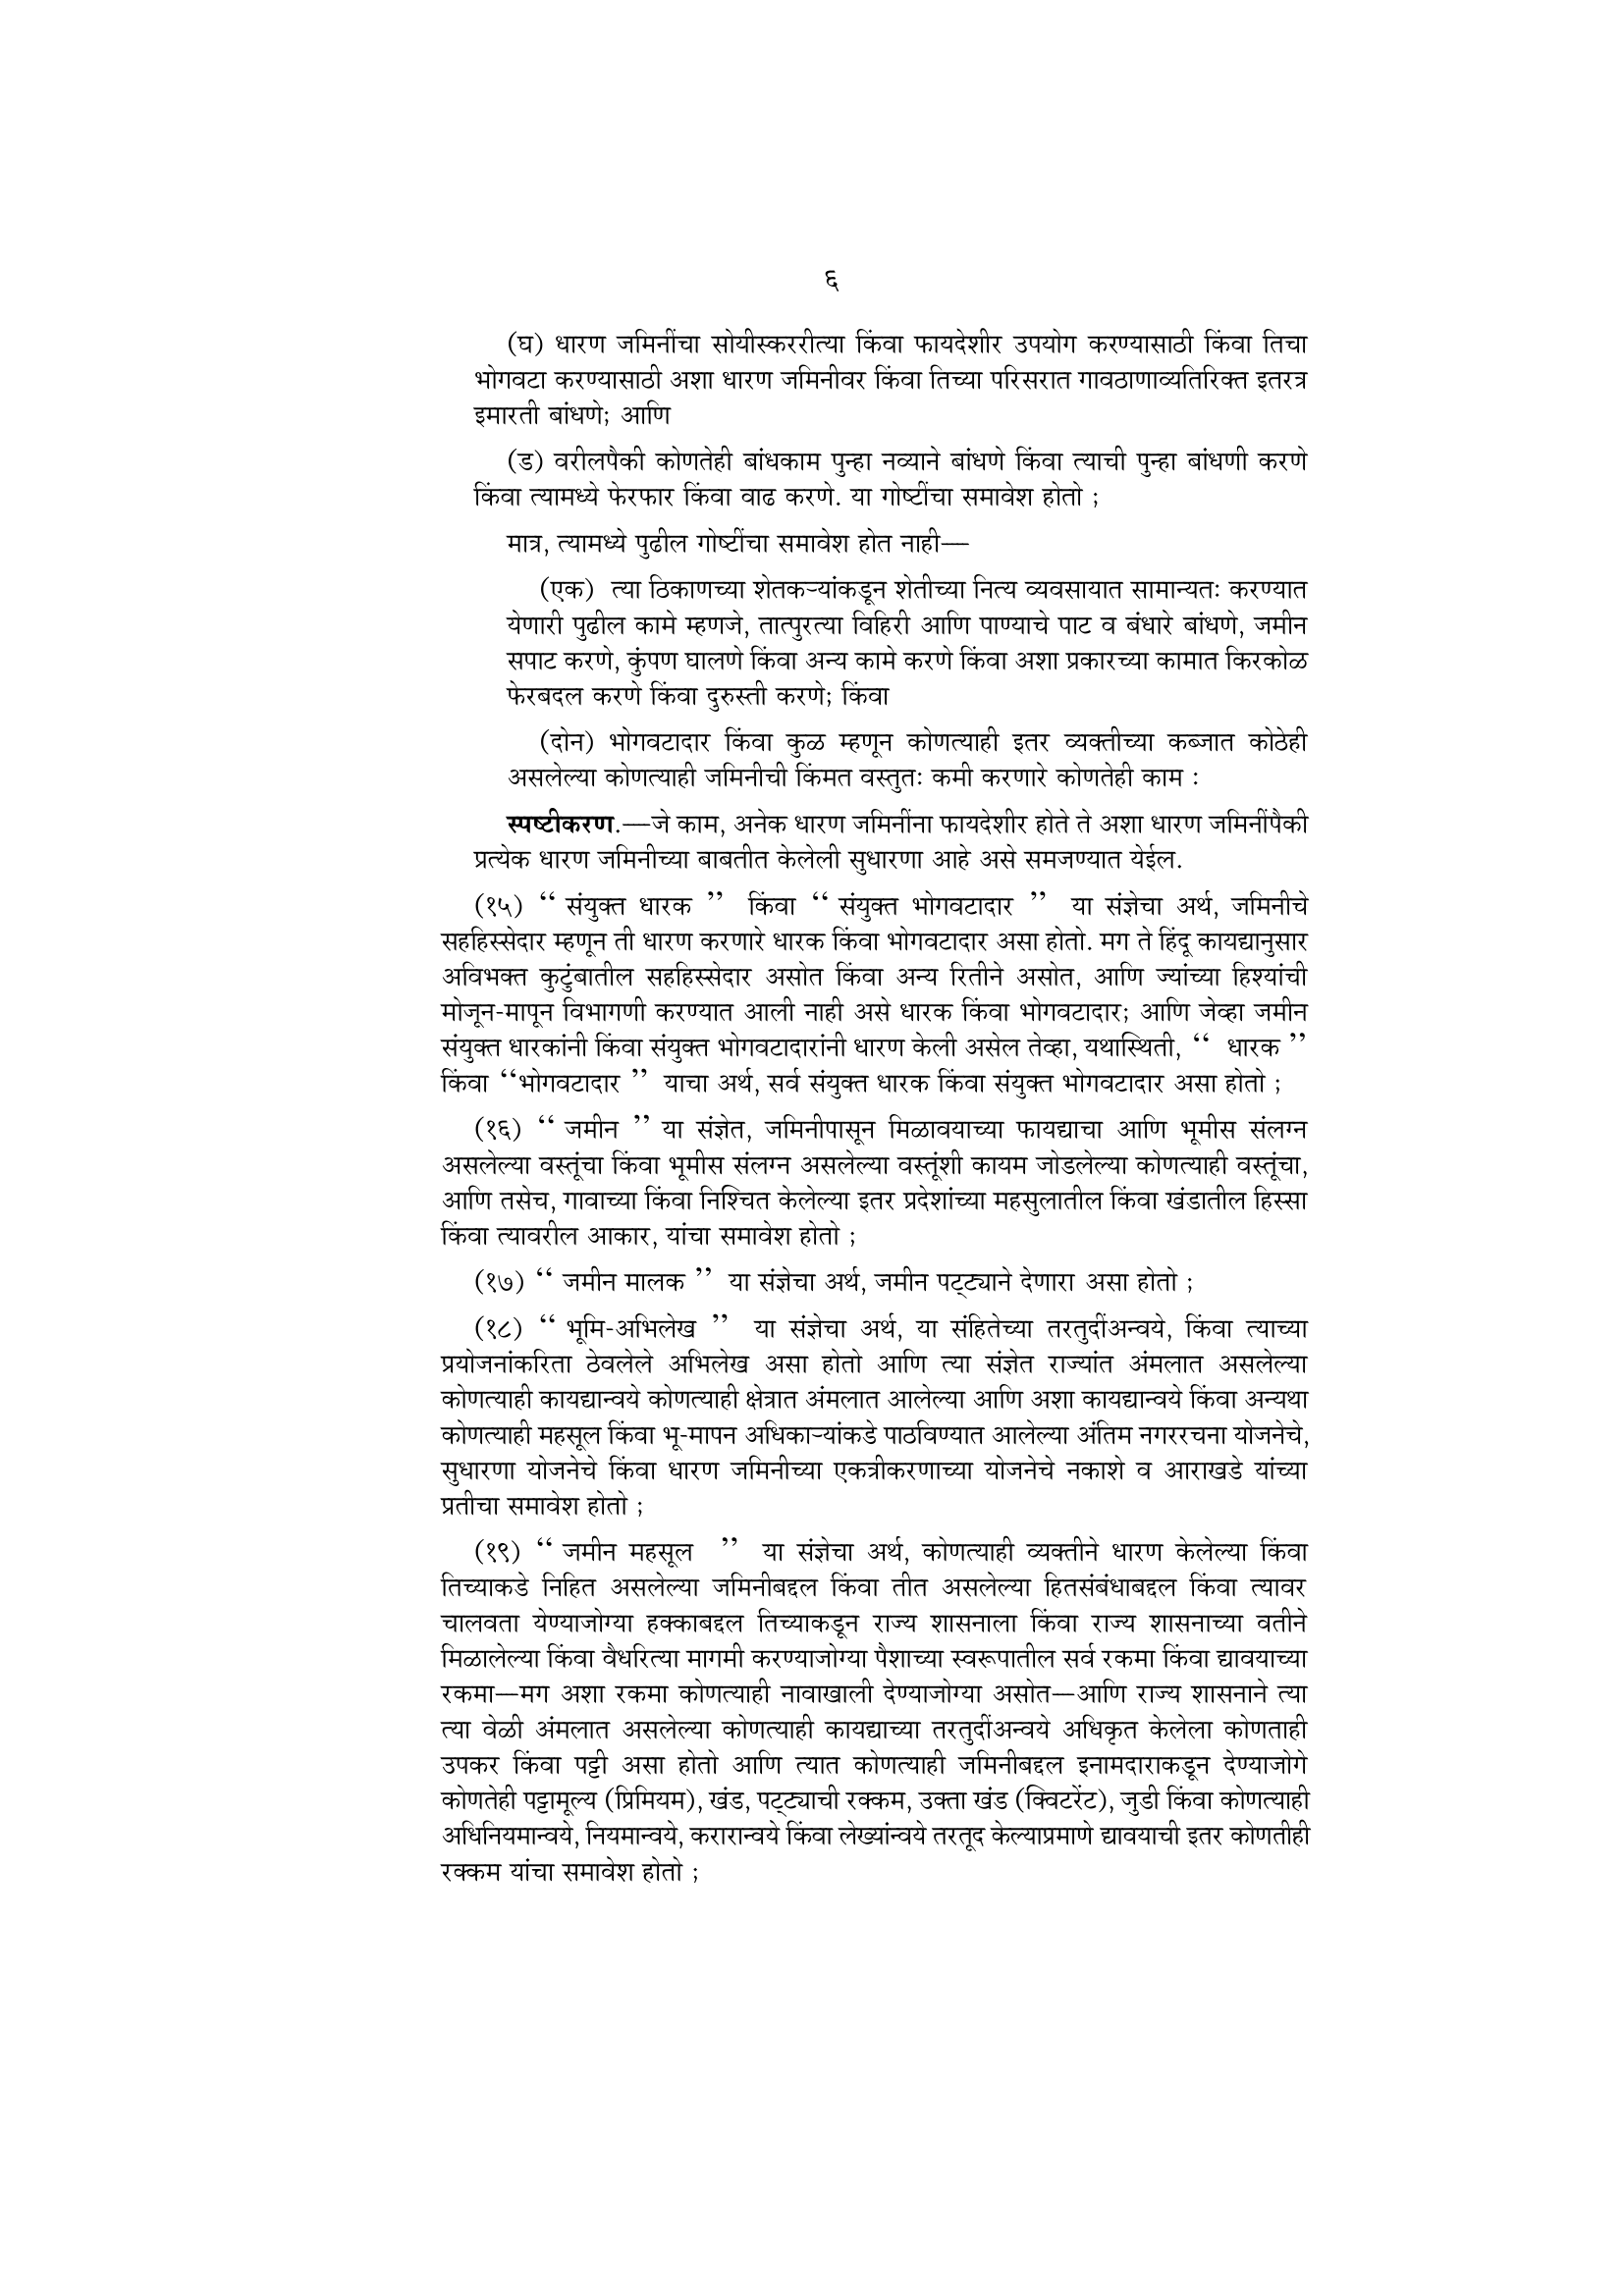 ६
(घ) धारण जमिनींचा सोयीस्कररीत्या किंवा फायदेशीर उपयोग करण्यासाठी किंवा तिचा
भोगवटा करण्यासाठी अशा धारण जमिनीवर किंवा तिच्या परिसरात गावठाणाव्यतिरिक्त इतरत्र
इमारती बांधणे; आणि
(ड) वरीलपैकी कोणतेही बांधकाम पुन्हा नव्याने बांधणे किंवा त्याची पुन्हा बांधणी करणे
किंवा त्यामध्ये फेरफार किंवा वाढ करणे. या गोष्टींचा समावेश होतो ;
मात्र, त्यामध्ये पुढील गोष्टींचा समावेश होत नाही—
(एक) त्या ठिकाणच्या शेतकऱ्यांकडून शेतीच्या नित्य व्यवसायात सामान्यतः करण्यात
येणारी पुढील कामे म्हणजे, तात्पुरत्या विहिरी आणि पाण्याचे पाट व बंधारे बांधणे, जमीन
सपाट करणे, कुंपण घालणे किंवा अन्य कामे करणे किंवा अशा प्रकारच्या कामात किरकोळ
फेरबदल करणे किंवा दुरुस्ती करणे; किंवा
(दोन) भोगवटादार किंवा कुळ म्हणून कोणत्याही इतर व्यक्तीच्या कब्जात कोठेही
असलेल्या कोणत्याही जमिनीची किंमत वस्तुतः कमी करणारे कोणतेही काम :
स्पष्टीकरण.—जे काम, अनेक धारण जमिनींना फायदेशीर होते ते अशा धारण जमिनींपैकी
प्रत्येक धारण जमिनीच्या बाबतीत केलेली सुधारणा आहे असे समजण्यात येईल.
(१५) “ संयुक्त धारक ” किंवा “ संयुक्त भोगवटादार ” या संज्ञेचा अर्थ, जमिनीचे
सहहिस्सेदार म्हणून ती धारण करणारे धारक किंवा भोगवटादार असा होतो. मग ते हिंदू कायद्यानुसार
अविभक्त कुटुंबातील सहहिस्सेदार असोत किंवा अन्य रितीने असोत, आणि ज्यांच्या हिश्यांची
मोजून-मापून विभागणी करण्यात आली नाही असे धारक किंवा भोगवटादार; आणि जेव्हा जमीन
संयुक्त धारकांनी किंवा संयुक्त भोगवटादारांनी धारण केली असेल तेव्हा, यथास्थिती, “ धारक ”
किंवा “भोगवटादार ” याचा अर्थ, सर्व संयुक्त धारक किंवा संयुक्त भोगवटादार असा होतो ;
(१६) “ जमीन ” या संज्ञेत, जमिनीपासून मिळावयाच्या फायद्याचा आणि भूमीस संलग्न
असलेल्या वस्तूंचा किंवा भूमीस संलग्न असलेल्या वस्तूंशी कायम जोडलेल्या कोणत्याही वस्तूंचा,
आणि तसेच, गावाच्या किंवा निश्चित केलेल्या इतर प्रदेशांच्या महसुलातील किंवा खंडातील हिस्सा
किंवा त्यावरील आकार, यांचा समावेश होतो ;
(१७) “ जमीन मालक ” या संज्ञेचा अर्थ, जमीन पट्ट्याने देणारा असा होतो ;
(१८) “ भूमि-अभिलेख ” या संज्ञेचा अर्थ, या संहितेच्या तरतुदींअन्वये, किंवा त्याच्या
प्रयोजनांकरिता ठेवलेले अभिलेख असा होतो आणि त्या संज्ञेत राज्यांत अंमलात असलेल्या
कोणत्याही कायद्यान्वये कोणत्याही क्षेत्रात अंमलात आलेल्या आणि अशा कायद्यान्वये किंवा अन्यथा
कोणत्याही महसूल किंवा भू-मापन अधिकाऱ्यांकडे पाठविण्यात आलेल्या अंतिम नगररचना योजनेचे,
सुधारणा योजनेचे किंवा धारण जमिनीच्या एकत्रीकरणाच्या योजनेचे नकाशे व आराखडे यांच्या
प्रतीचा समावेश होतो ;
(१९) “ जमीन महसूल ” या संज्ञेचा अर्थ, कोणत्याही व्यक्तीने धारण केलेल्या किंवा
तिच्याकडे निहित असलेल्या जमिनीबद्दल किंवा तीत असलेल्या हितसंबंधाबद्दल किंवा त्यावर
चालवता येण्याजोग्या हक्काबद्दल तिच्याकडून राज्य शासनाला किंवा राज्य शासनाच्या वतीने
मिळालेल्या किंवा वैधरित्या मागमी करण्याजोग्या पैशाच्या स्वरूपातील सर्व रकमा किंवा द्यावयाच्या
रकमा—मग अशा रकमा कोणत्याही नावाखाली देण्याजोग्या असोत—आणि राज्य शासनाने त्या
त्या वेळी अंमलात असलेल्या कोणत्याही कायद्याच्या तरतुदींअन्वये अधिकृत केलेला कोणताही
उपकर किंवा पट्टी असा होतो आणि त्यात कोणत्याही जमिनीबद्दल इनामदाराकडून देण्याजोगे
कोणतेही पट्टामूल्य (प्रिमियम), खंड, पट्ट्याची रक्कम, उक्ता खंड (क्विटरेंट), जुडी किंवा कोणत्याही
अधिनियमान्वये, नियमान्वये, करारान्वये किंवा लेख्यांन्वये तरतूद केल्याप्रमाणे द्यावयाची इतर कोणतीही
रक्कम यांचा समावेश होतो ;